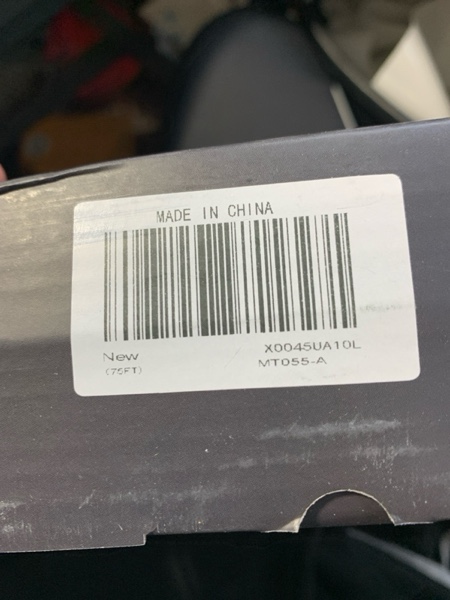 MADE IN CHINA
New
X0045UA10L
(75FT)
MT055-A